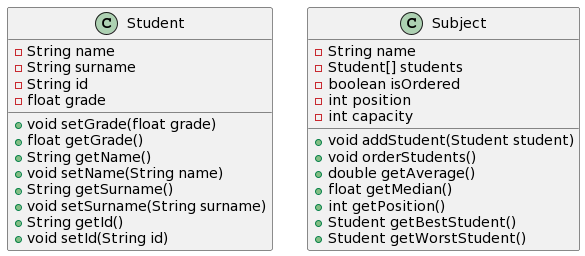 C Student
String name
String surname
String id
float grade
void setGrade(float grade)
float getGrade()
String getName()
void setName(String name)
String getSurname()
void setSurname(String surname)
String getId()
void setId(String id)
C Subject
String name
Student[] students
boolean isOrdered
int position
int capacity
void addStudent(Student student)
void orderStudents()
double getAverage()
float getMedian()
int getPosition()
Student getBestStudent()
Student getWorstStudent()